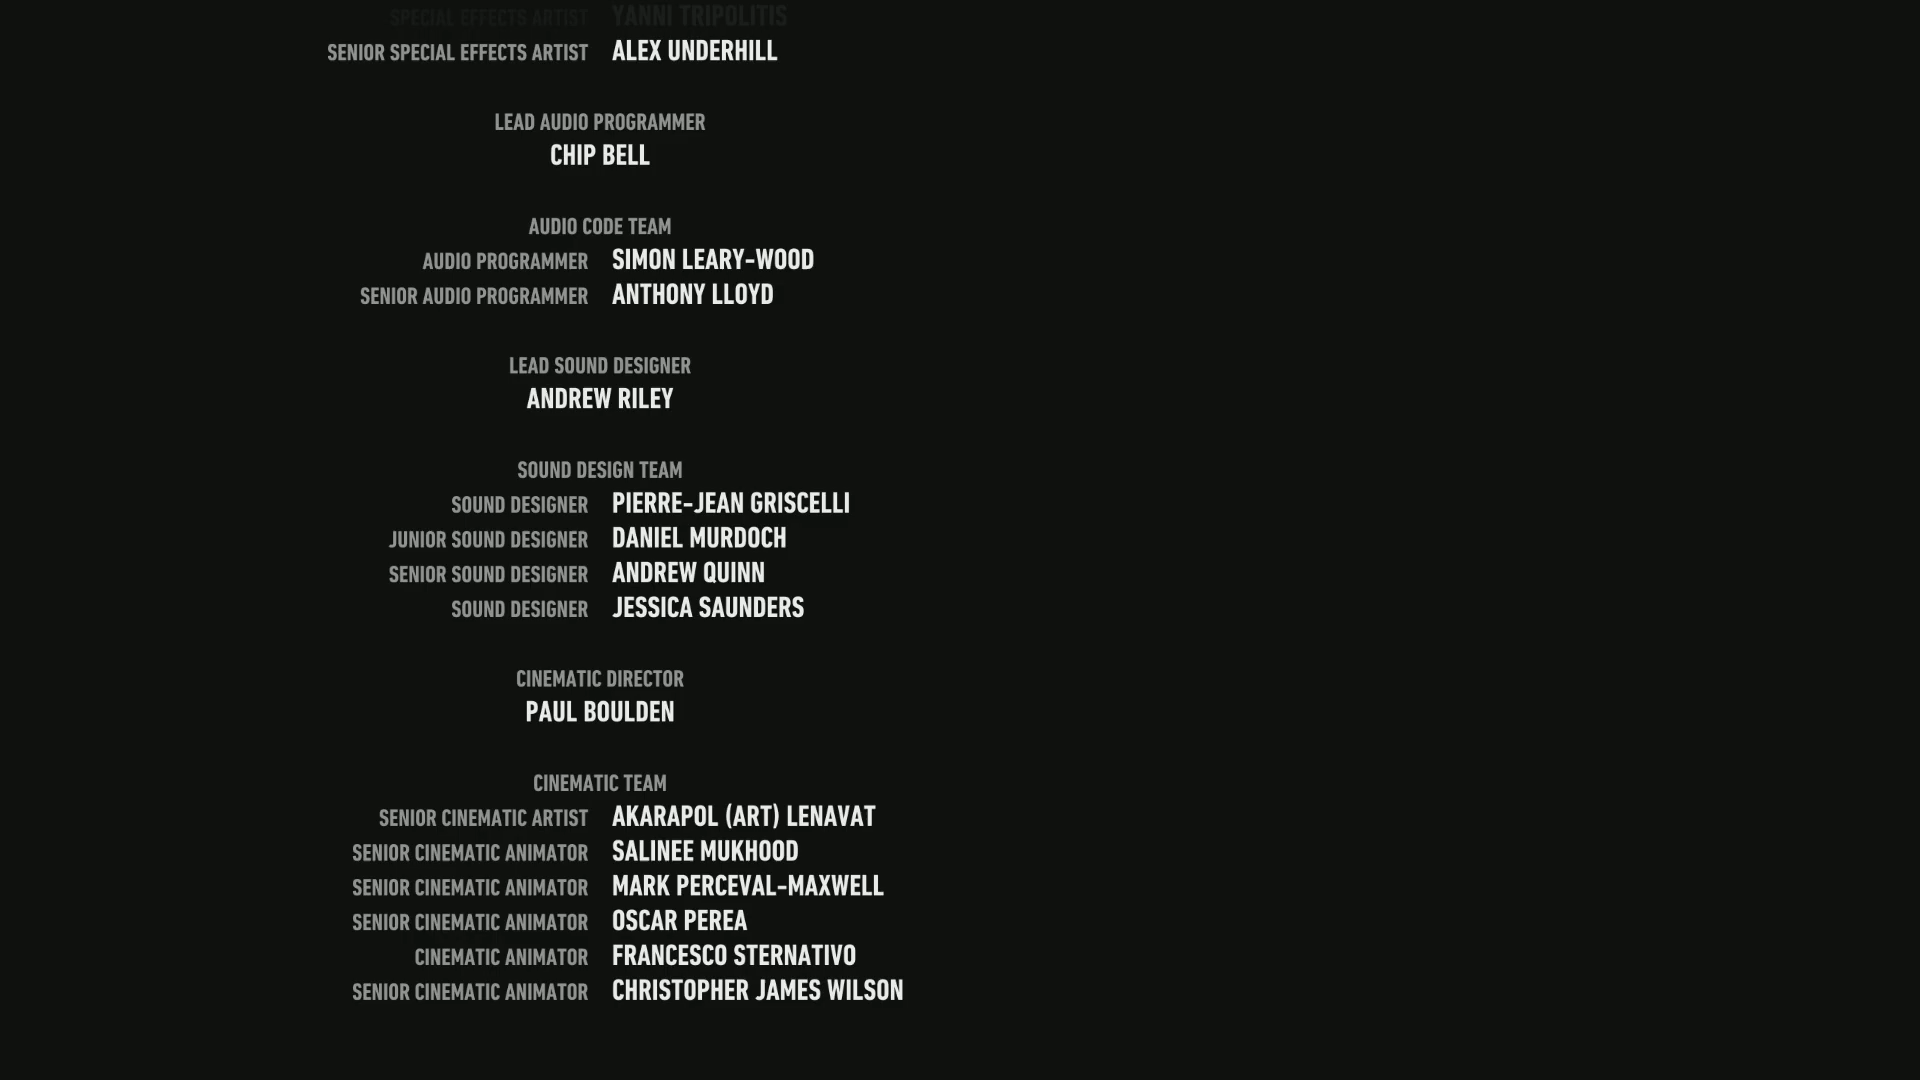 SPECIAL EFFECTS ARTIST YANNI TRIPOLITIS
SENIOR SPECIAL EFFECTS ARTIST ALEX UNDERHILL
LEAD AUDIO PROGRAMMER
CHIP BELL
AUDIO CODE TEAM
AUDIO PROGRAMMER SIMON LEARY-WOOD
SENIOR AUDIO PROGRAMMER ANTHONY LLOYD
LEAD SOUND DESIGNER
ANDREW RILEY
SOUND DESIGN TEAM
SOUND DESIGNER PIERRE-JEAN GRISCELLI
JUNIOR SOUND DESIGNER DANIEL MURDOCH
SENIOR SOUND DESIGNER ANDREW QUINN
SOUND DESIGNER JESSICA SAUNDERS
CINEMATIC DIRECTOR
PAUL BOULDEN
CINEMATIC TEAM
SENIOR CINEMATIC ARTIST AKARAPOL (ART) LENAVAT
SENIOR CINEMATIC ANIMATOR SALINEE MUKHOOD
SENIOR CINEMATIC ANIMATOR MARK PERCEVAL-MAXWELL
SENIOR CINEMATIC ANIMATOR OSCAR PEREA
CINEMATIC ANIMATOR FRANCESCO STERNATIVO
SENIOR CINEMATIC ANIMATOR CHRISTOPHER JAMES WILSON